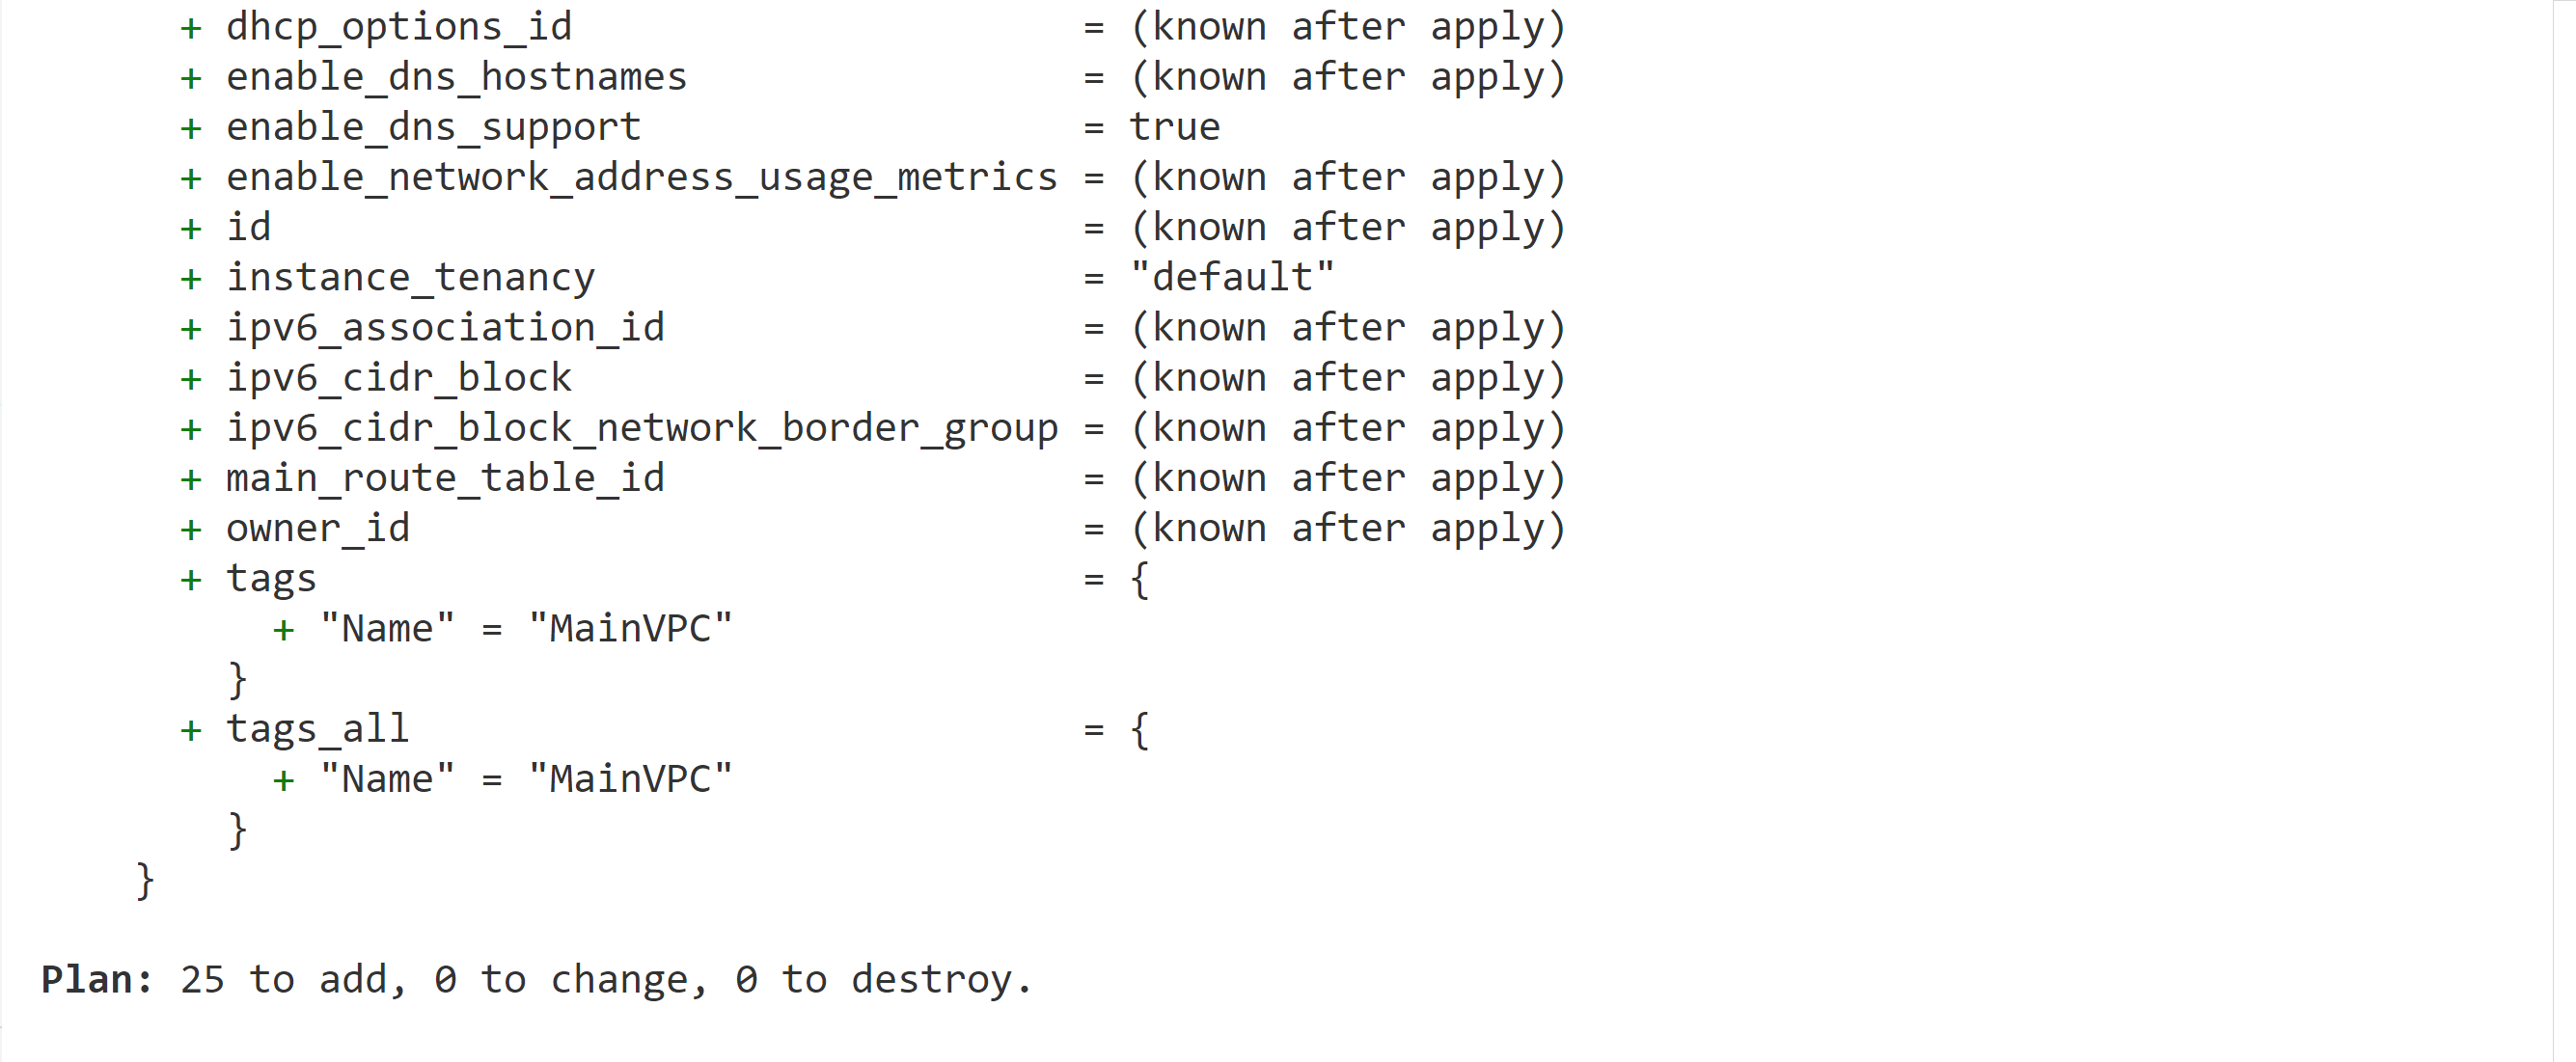 + dhcp_options_id = (known after apply)
+ enable_dns_hostnames = (known after apply)
+ enable_dns_support = true
+ enable_network_address_usage_metrics = (known after apply)
+ id = (known after apply)
+ instance_tenancy = "default"
+ ipv6_association_id = (known after apply)
+ ipv6_cidr_block = (known after apply)
+ ipv6_cidr_block_network_border_group = (known after apply)
+ main_route_table_id = (known after apply)
+ owner_id = (known after apply)
+ tags = {
+ "Name" = "MainVPC"
}
+ tags_all = {
+ "Name" = "MainVPC"
}
}
Plan: 25 to add, 0 to change, 0 to destroy.